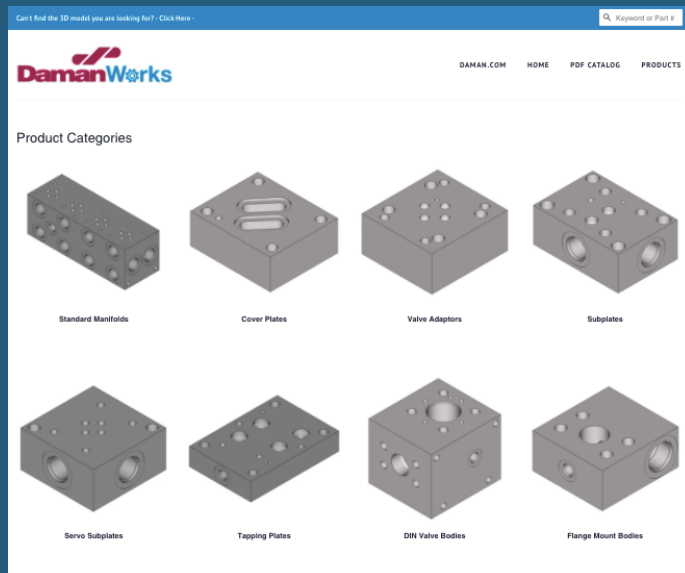 Can't find the 3D model you are looking for? - Click Here -
Keyword or Part #
DamanWorks
DAMAN.COM HOME PDF CATALOG PRODUCTS
Product Categories
Standard Manifolds Cover Plates Valve Adaptors Subplates
Servo Subplates Tapping Plates DIN Valve Bodies Flange Mount Bodies